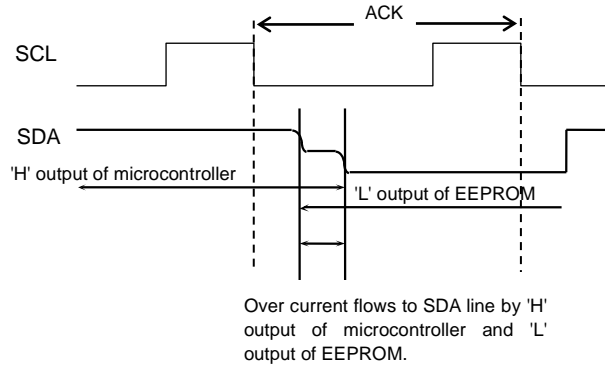 ACK
SCL
SDA
'H' output of microcontroller
'L' output of EEPROM
Over current flows to SDA line by 'H'
output of microcontroller and 'L'
output of EEPROM.